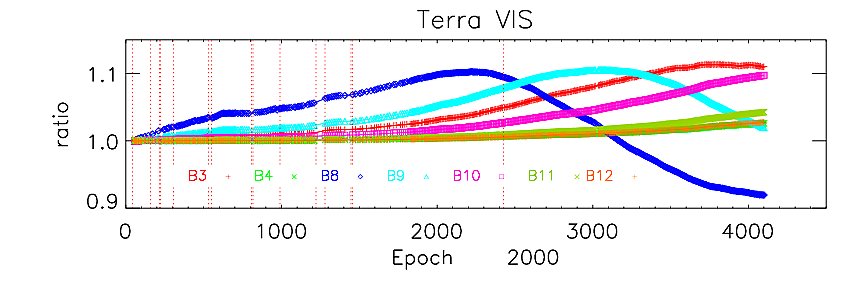 Terra VIS
ratio
1.1
1.0
0.9
B3 B4 B8 B9 B10 B11 B12
0 1000 2000 3000 4000
Epoch 2000